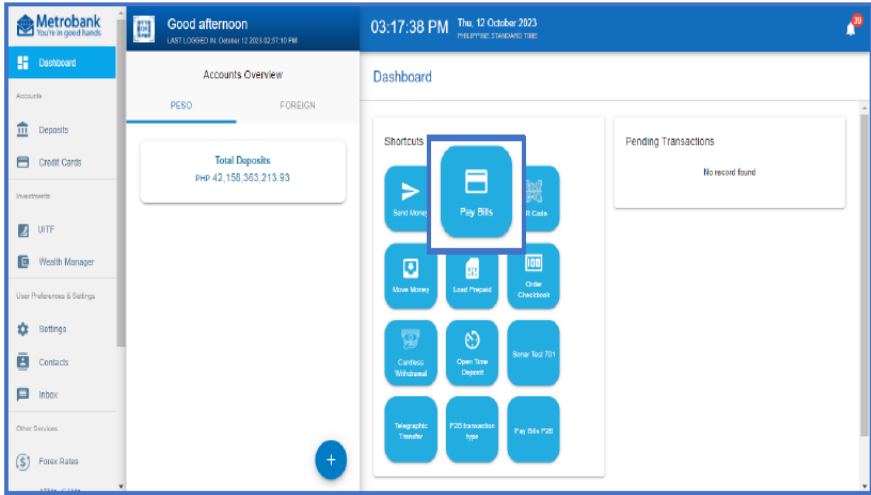 Metrobank
You're in good hands
Dashboard
Accounts
Deposits
Credit Cards
Investments
UITF
Wealth Manager
User Preferences & Settings
Settings
Contacts
Inbox
Other Services
Forex Rates
Good afternoon
LAST LOGGED IN: October 12 2023 02:57:10 PM
Accounts Overview
PESO FOREIGN
Total Deposits
PHP 42,158,363,213.93
+
03:17:38 PM Thu, 12 October 2023
PHILIPPINE STANDARD TIME
39
Dashboard
Shortcuts
Send Money
Pay Bills
R Code
Move Money
Load Prepaid
Order
Checkbook
Cardless
Withdrawal
Open Time
Deposit
Sonar Test 701
Telegraphic
Transfer
P2B transaction
type
Pay Bills P2B
Pending Transactions
No record found